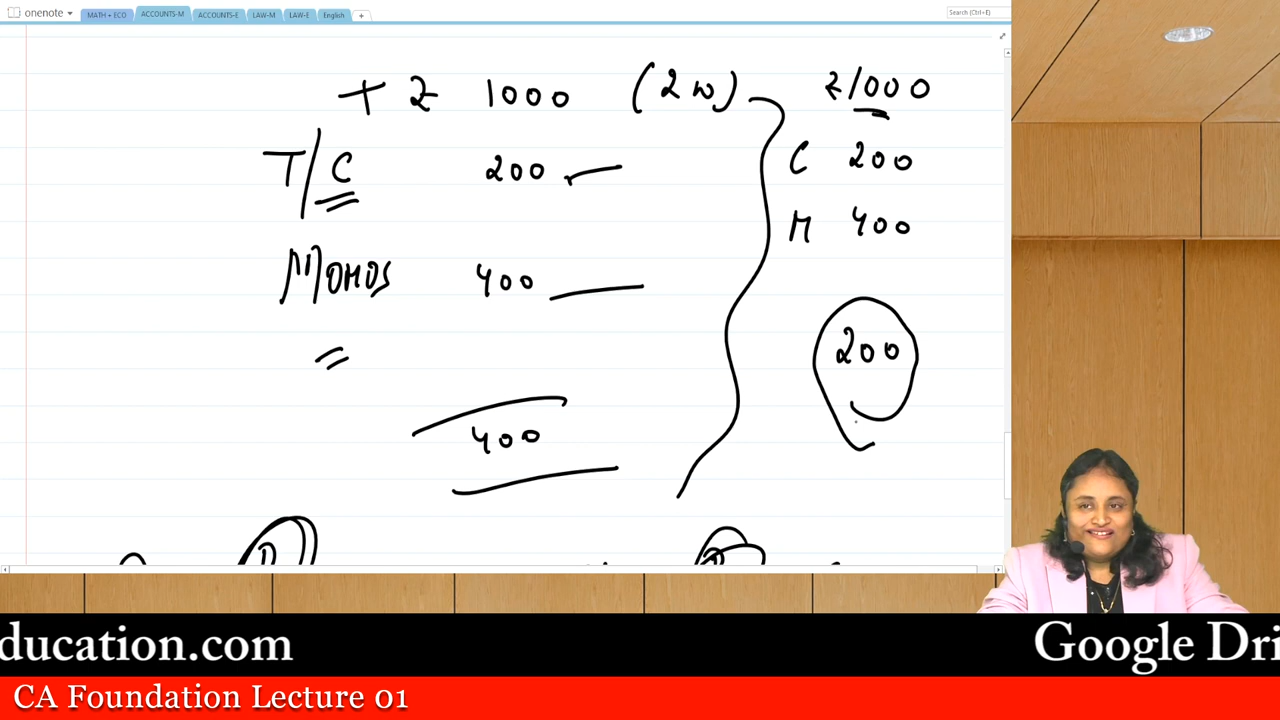 onenote
MATH + ECO
ACCOUNTS-M
ACCOUNTS-E
LAW-M
LAW-E
English
Search (Ctrl+E)
+ Z 1000 (2 w)
T/C 200
MOMOS 400
400
Z 1000
C 200
M 400
200
ducation.com
Google Dri
CA Foundation Lecture 01